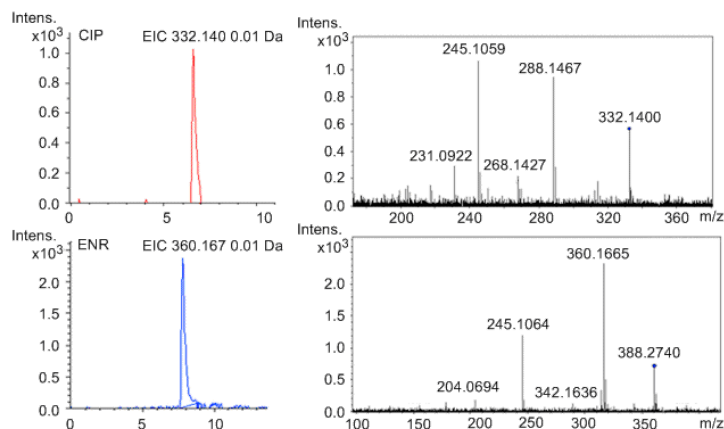 Intens.
x10³
CIP EIC 332.140 0.01 Da
1.0
0.8
0.6
0.4
0.2
0
0 5 10
Intens.
x10³
1.0
0.8
0.6
0.4
0.2
0.0
245.1059
288.1467
332.1400
231.0922
268.1427
200 240 280 320 360 m/z
Intens.
x10³
ENR EIC 360.167 0.01 Da
2.0
1.5
1.0
0.5
0
0 5 10
Intens.
x10³
2.0
1.5
1.0
0.5
0.0
360.1665
245.1064
388.2740
204.0694
342.1636
100 150 200 250 300 350 m/z